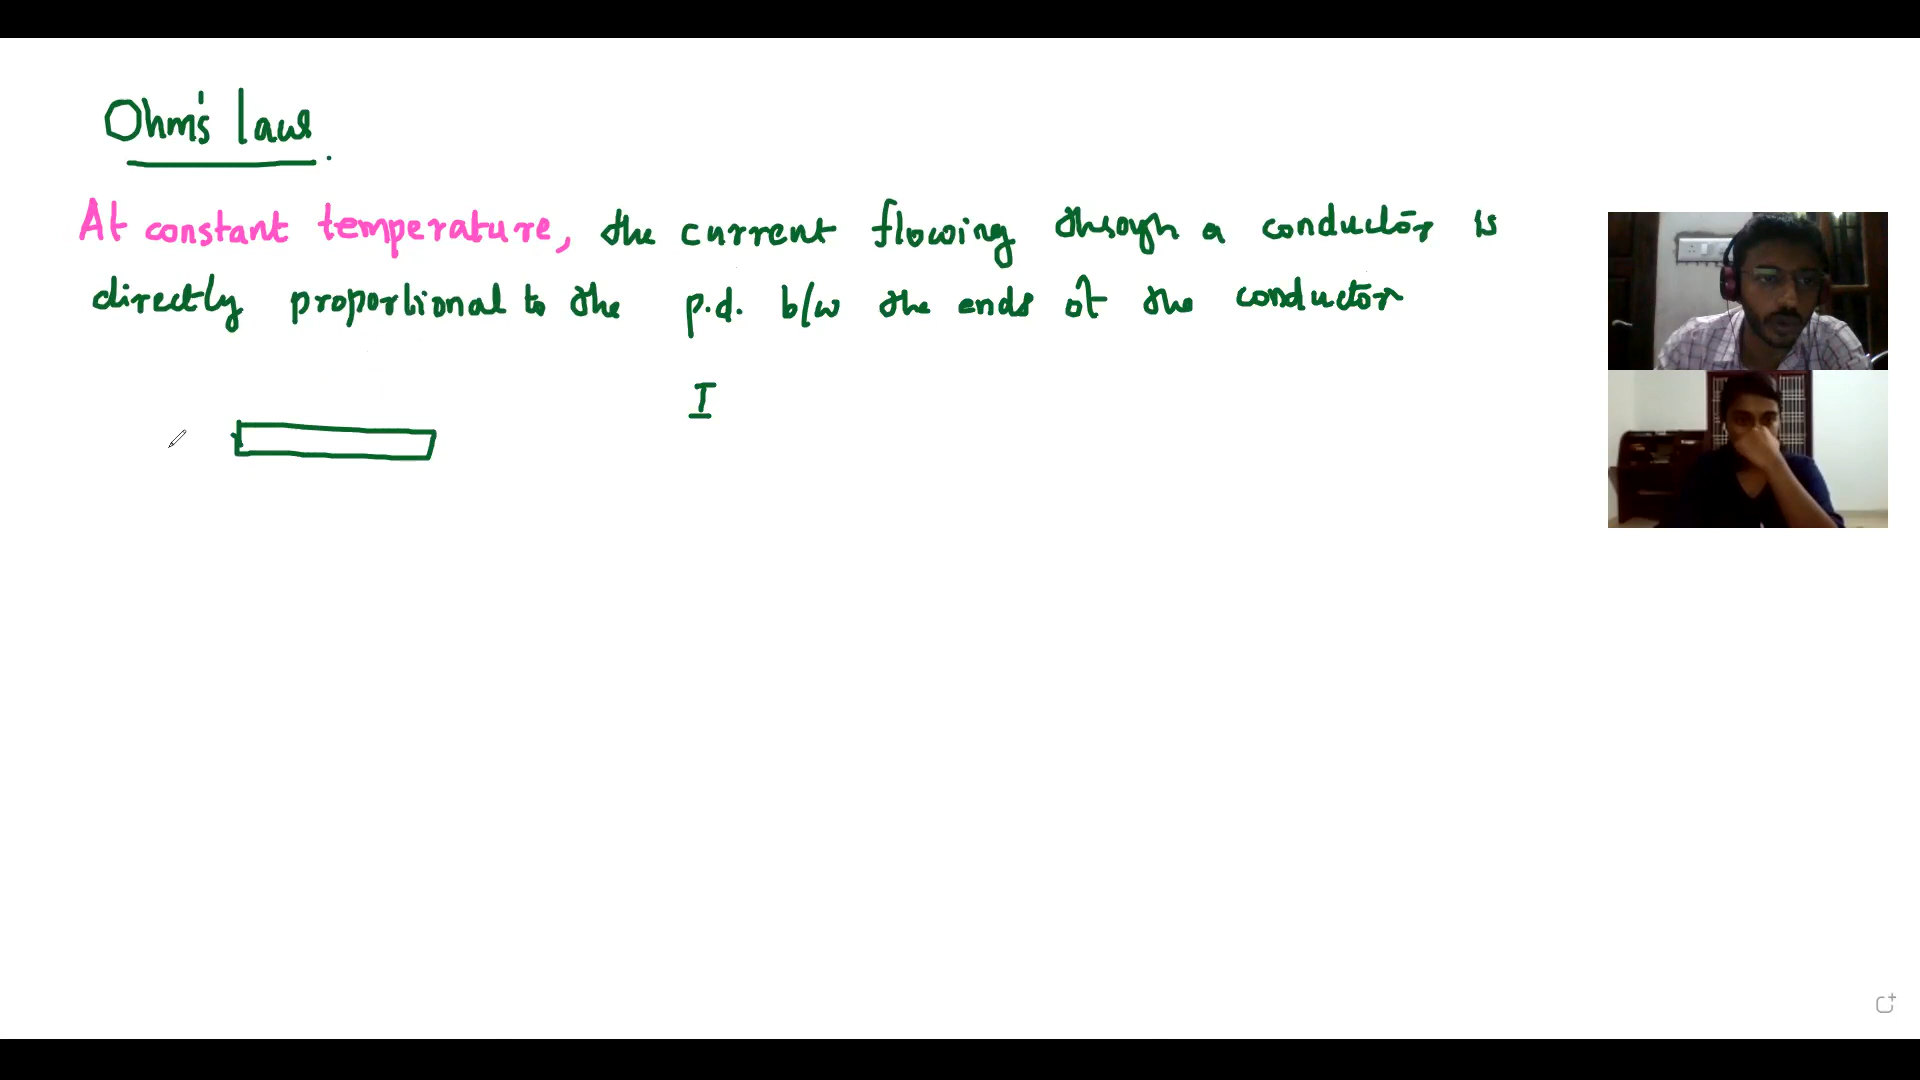 Ohm's law.
At constant temperature, the current flowing through a conductor is
directly proportional to the p.d. b/w the ends of the conductor
I